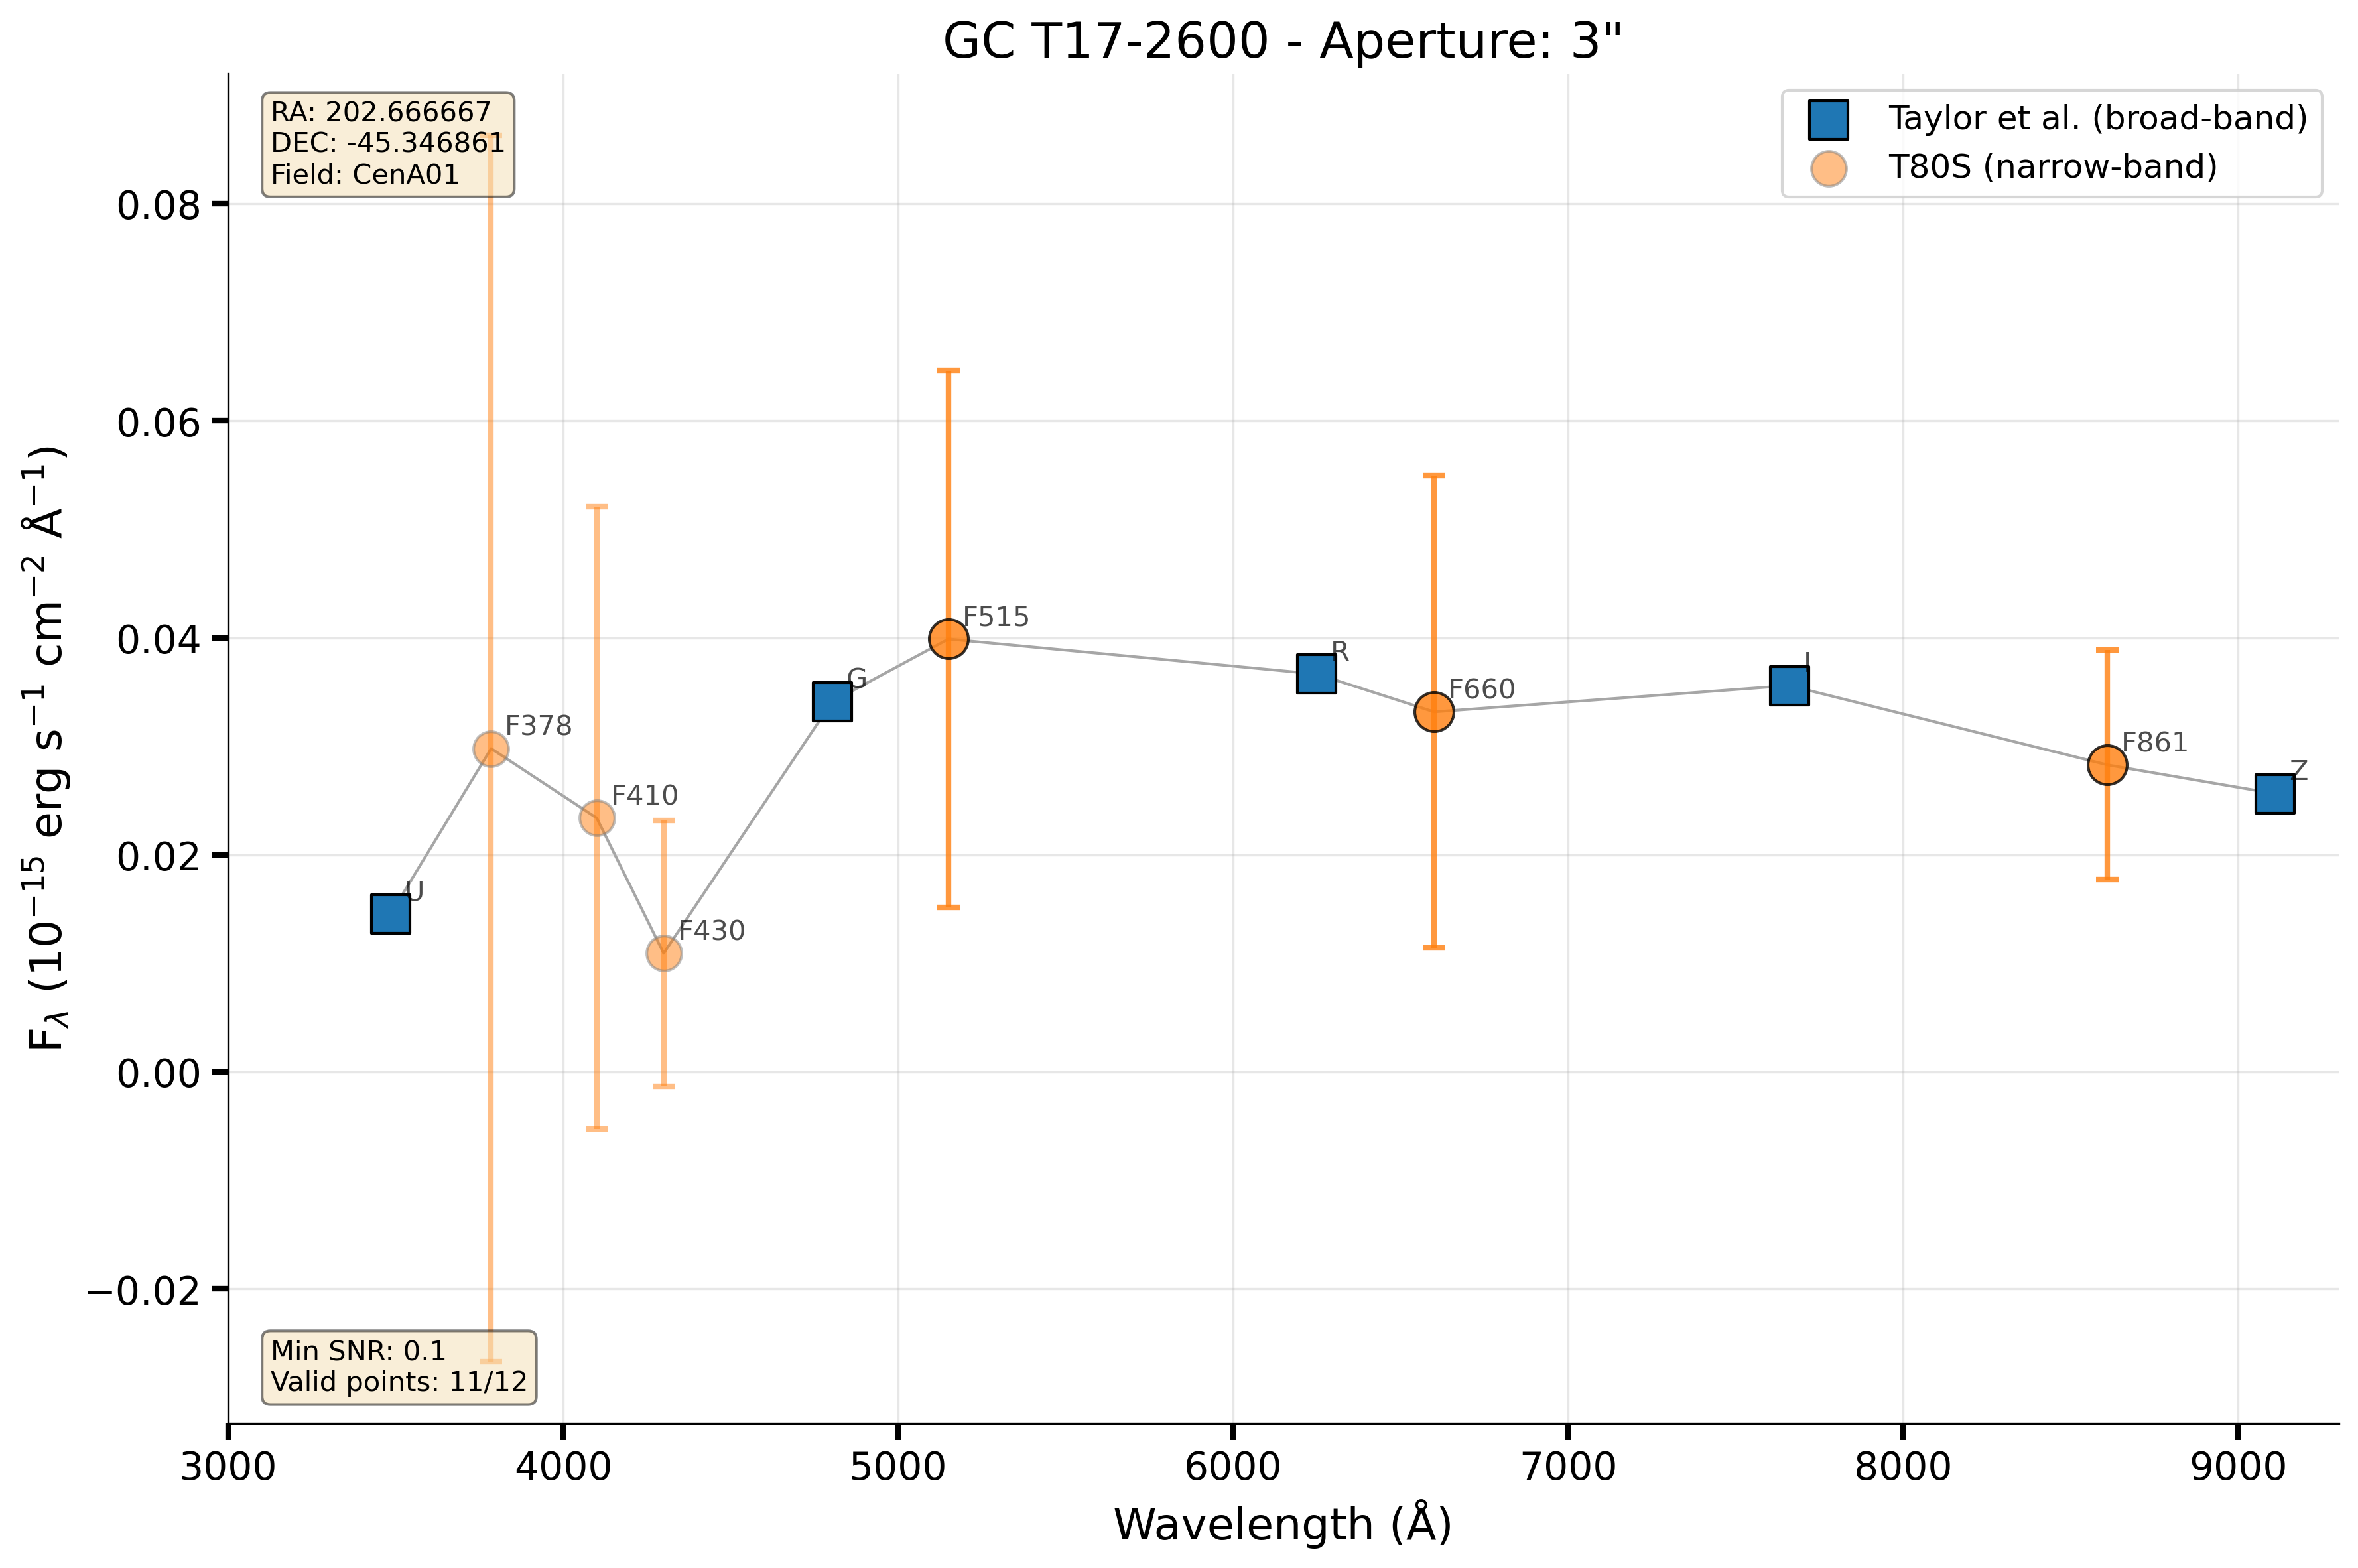 GC T17-2600 - Aperture: 3"
RA: 202.666667
DEC: -45.346861
Field: CenA01
Taylor et al. (broad-band)
T80S (narrow-band)
0.08
0.06
0.04
0.02
0.00
−0.02
F_λ (10⁻¹⁵ erg s⁻¹ cm⁻² Å⁻¹)
U
F378
F410
F430
G
F515
R
F660
I
F861
Z
Min SNR: 0.1
Valid points: 11/12
3000
4000
5000
6000
7000
8000
9000
Wavelength (Å)